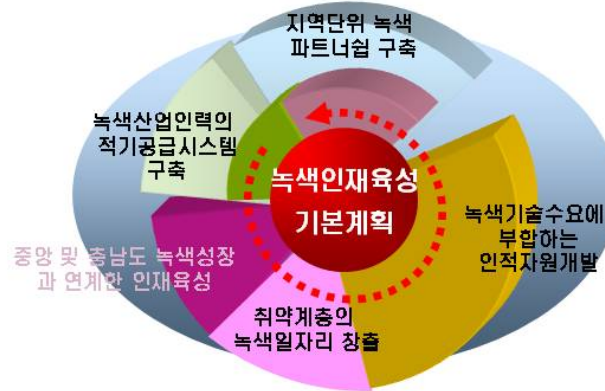 지역단위 녹색
파트너쉽 구축
녹색산업인력의
적기공급시스템
구축
녹색인재육성
기본계획
녹색기술수요에
부합하는
인적자원개발
중앙 및 충남도 녹색성장
과 연계한 인재육성
취약계층의
녹색일자리 창출